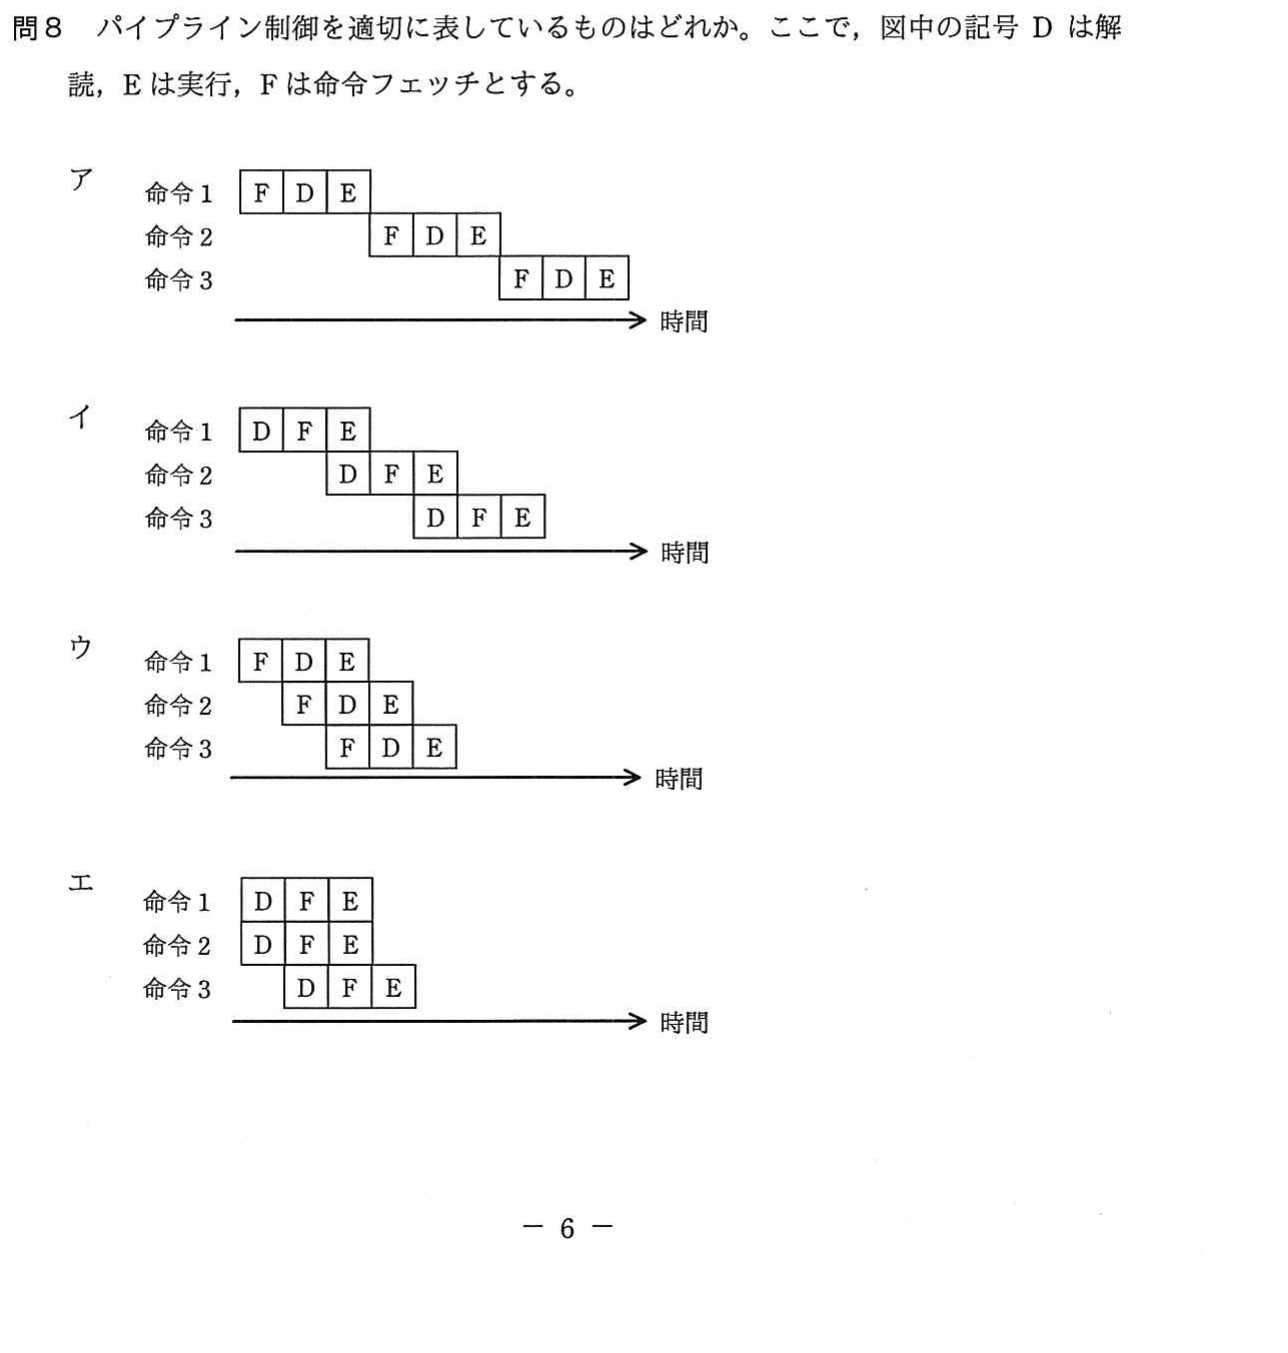 問8 パイプライン制御を適切に表しているものはどれか。ここで，図中の記号 D は解
読，E は実行，F は命令フェッチとする。
ア
命令1 F D E
命令2 F D E
命令3 F D E
時間
イ
命令1 D F E
命令2 D F E
命令3 D F E
時間
ウ
命令1 F D E
命令2 F D E
命令3 F D E
時間
エ
命令1 D F E
命令2 D F E
命令3 D F E
時間
－ 6 －